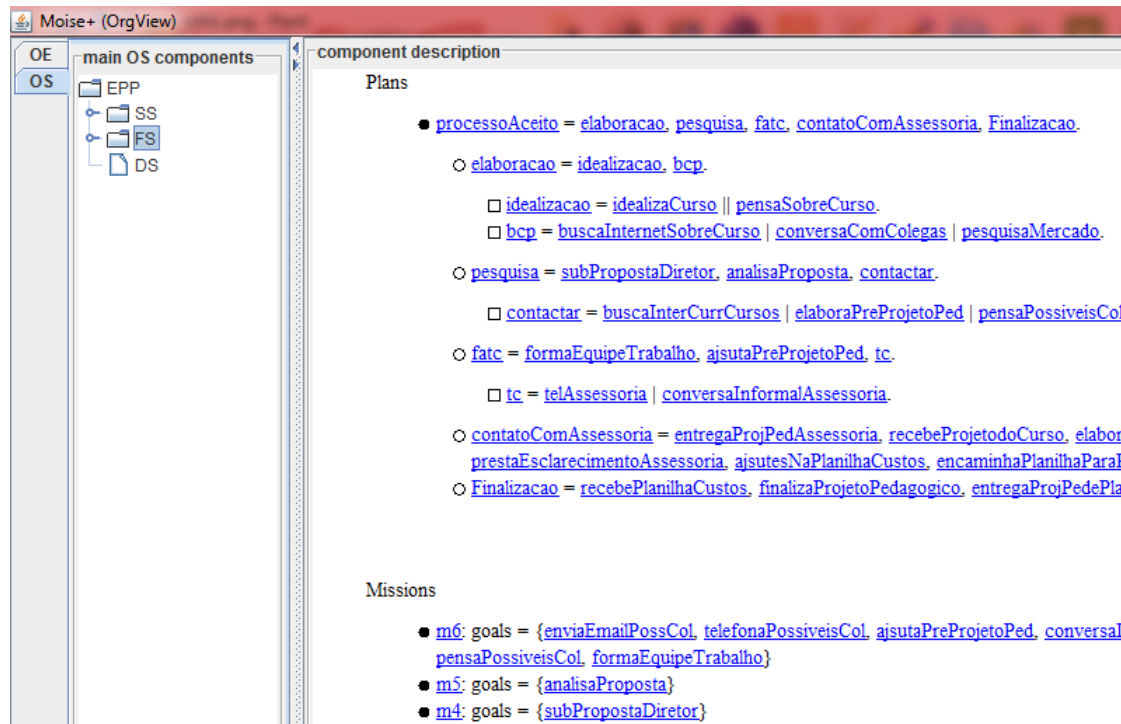 Moise+ (OrgView)
OE
OS
main OS components
EPP
SS
FS
DS
component description
Plans
processoAceito = elaboracao, pesquisa, fatc, contatoComAssessoria, Finalizacao.
elaboracao = idealizacao, bcp.
idealizacao = idealizaCurso || pensaSobreCurso.
bcp = buscaInternetSobreCurso | conversaComColegas | pesquisaMercado.
pesquisa = subPropostaDiretor, analisaProposta, contactar.
contactar = buscaInterCurrCursos | elaboraPreProjetoPed | pensaPossiveisCol
fatc = formaEquipeTrabalho, ajsutaPreProjetoPed, tc.
tc = telAssessoria | conversaInformalAssessoria.
contatoComAssessoria = entregaProjPedAssessoria, recebeProjetodoCurso, elabor
prestaEsclarecimentoAssessoria, ajsutesNaPlanilhaCustos, encaminhaPlanilhaParaP
Finalizacao = recebePlanilhaCustos, finalizaProjetoPedagogico, entregaProjPedePla
Missions
m6: goals = {enviaEmailPossCol, telefonaPossiveisCol, ajsutaPreProjetoPed, conversaI
pensaPossiveisCol, formaEquipeTrabalho}
m5: goals = {analisaProposta}
m4: goals = {subPropostaDiretor}